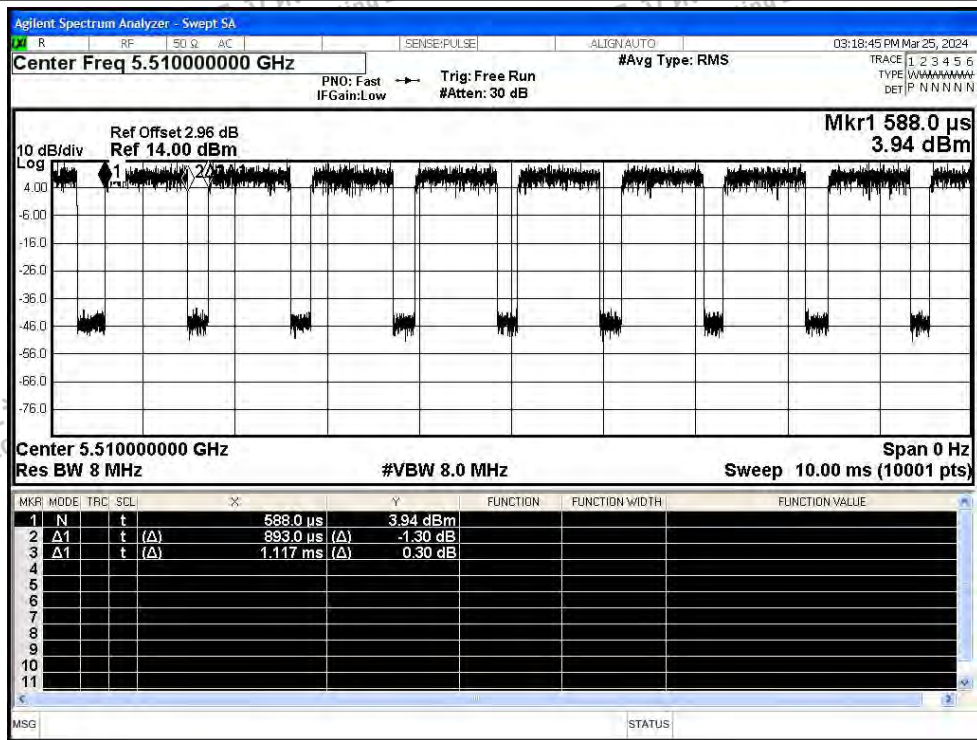 Agilent Spectrum Analyzer - Swept SA
R RF 50 Ω AC SENSE:PULSE ALIGN AUTO 03:18:45 PM Mar 25, 2024
Center Freq 5.510000000 GHz #Avg Type: RMS TRACE 1 2 3 4 5 6
PNO: Fast Trig: Free Run TYPE WWWWWW
IFGain:Low #Atten: 30 dB DET P N N N N N
Mkr1 588.0 µs
Ref Offset 2.96 dB
10 dB/div Ref 14.00 dBm 3.94 dBm
Log
1
4.00
-6.00
-16.0
-26.0
-36.0
-46.0
-56.0
-66.0
-76.0
Center 5.510000000 GHz Span 0 Hz
Res BW 8 MHz #VBW 8.0 MHz Sweep 10.00 ms (10001 pts)
MKR MODE TRC SCL X Y FUNCTION FUNCTION WIDTH FUNCTION VALUE
1 N t 588.0 µs 3.94 dBm
2 Δ1 t (Δ) 893.0 µs (Δ) -1.30 dB
3 Δ1 t (Δ) 1.117 ms (Δ) 0.30 dB
4
5
6
7
8
9
10
11
MSG STATUS